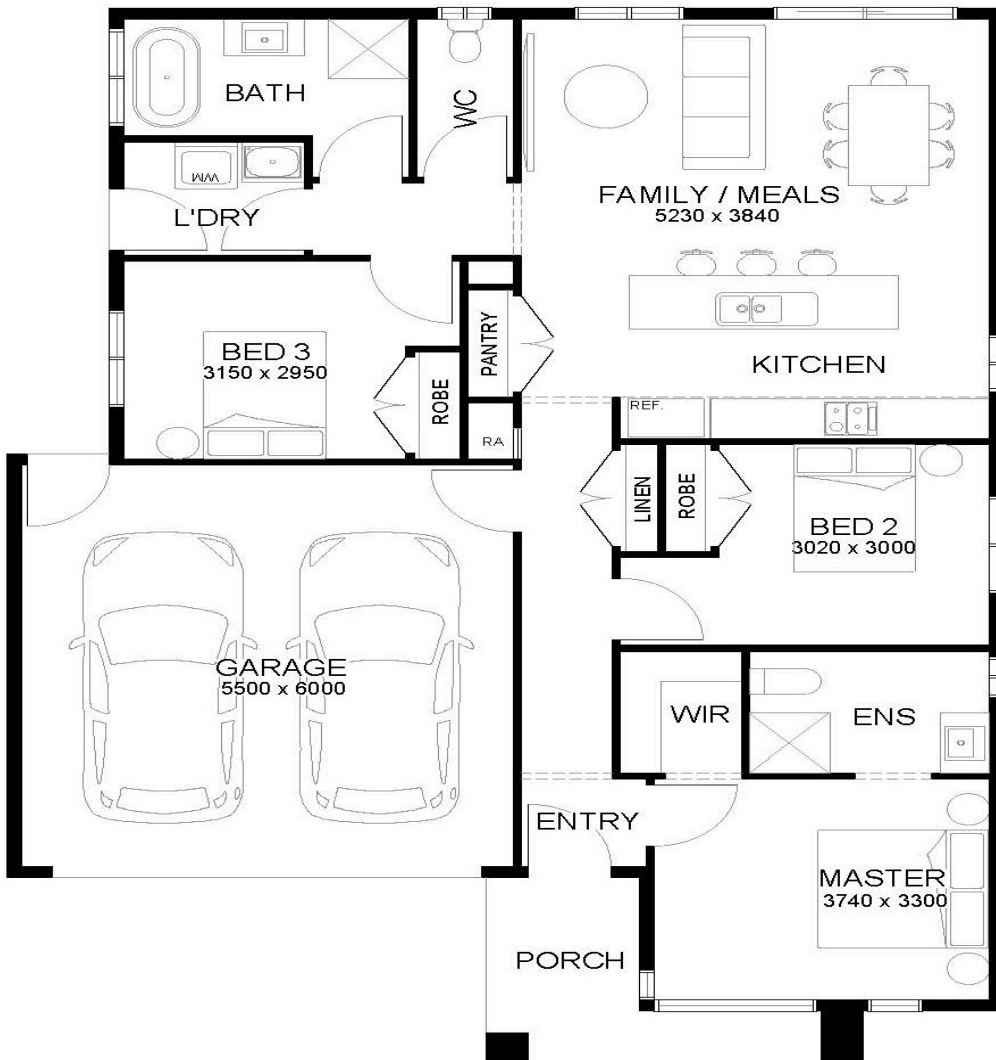 BATH
WC
WM
L'DRY
FAMILY / MEALS
5230 x 3840
BED 3
3150 x 2950
ROBE
PANTRY
KITCHEN
RA
REF.
LINEN
ROBE
BED 2
3020 x 3000
GARAGE
5500 x 6000
WIR
ENS
ENTRY
MASTER
3740 x 3300
PORCH